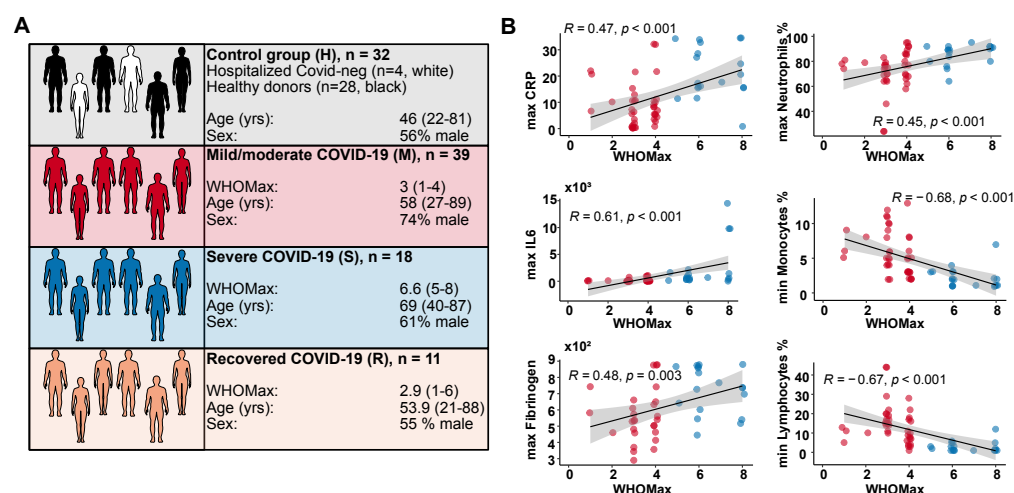 A
Control group (H), n = 32
Hospitalized Covid-neg (n=4, white)
Healthy donors (n=28, black)
Age (yrs): 46 (22-81)
Sex: 56% male
Mild/moderate COVID-19 (M), n = 39
WHOMax: 3 (1-4)
Age (yrs): 58 (27-89)
Sex: 74% male
Severe COVID-19 (S), n = 18
WHOMax: 6.6 (5-8)
Age (yrs): 69 (40-87)
Sex: 61% male
Recovered COVID-19 (R), n = 11
WHOMax: 2.9 (1-6)
Age (yrs): 53.9 (21-88)
Sex: 55 % male
B
R = 0.47, p < 0.001
max CRP
30
20
10
0
0 2 4 6 8
WHOMax
max Neutrophils %
100
80
60
40
R = 0.45, p < 0.001
0 2 4 6 8
WHOMax
x10³
R = 0.61, p < 0.001
max IL6
15
10
5
0
0 2 4 6 8
WHOMax
R = −0.68, p < 0.001
min Monocytes %
10
5
0
0 2 4 6 8
WHOMax
x10²
R = 0.48, p = 0.003
max Fibrinogen
9
8
7
6
5
4
3
0 2 4 6 8
WHOMax
R = −0.67, p < 0.001
min Lymphocytes %
40
30
20
10
0
0 2 4 6 8
WHOMax